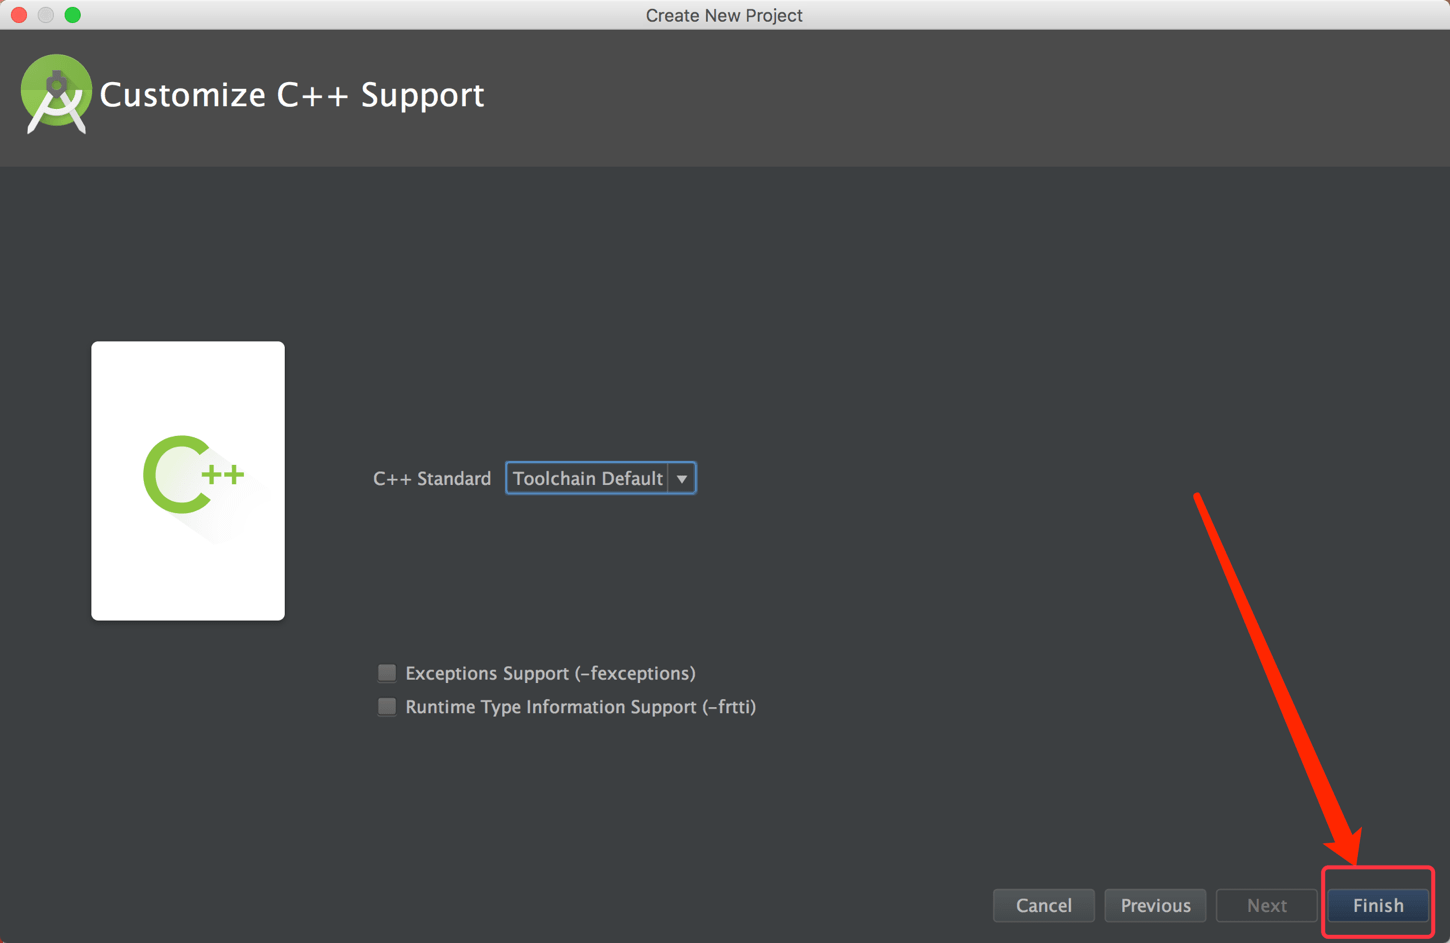 Create New Project
Customize C++ Support
C++
C++ Standard Toolchain Default
Exceptions Support (-fexceptions)
Runtime Type Information Support (-frtti)
Cancel Previous Next Finish